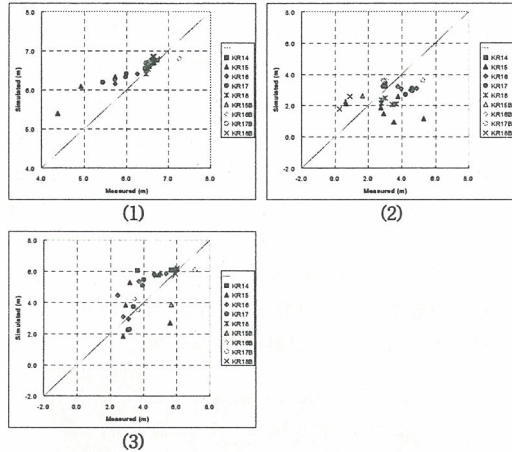 8.0
7.0
6.0
5.0
4.0
4.0 5.0 6.0 7.0 8.0
Simulated (m)
Measured (m)
KR14
KR15
KR16
KR17
KR18
KR15B
KR16B
KR17B
KR18B
(1)
8.0
6.0
4.0
2.0
0.0
-2.0
-2.0 0.0 2.0 4.0 6.0 8.0
Simulated (m)
Measured (m)
KR14
KR15
KR16
KR17
KR18
KR15B
KR16B
KR17B
KR18B
(2)
8.0
6.0
4.0
2.0
0.0
-2.0
-2.0 0.0 2.0 4.0 6.0 8.0
Simulated (m)
Measured (m)
KR14
KR15
KR16
KR17
KR18
KR15B
KR16B
KR17B
KR18B
(3)